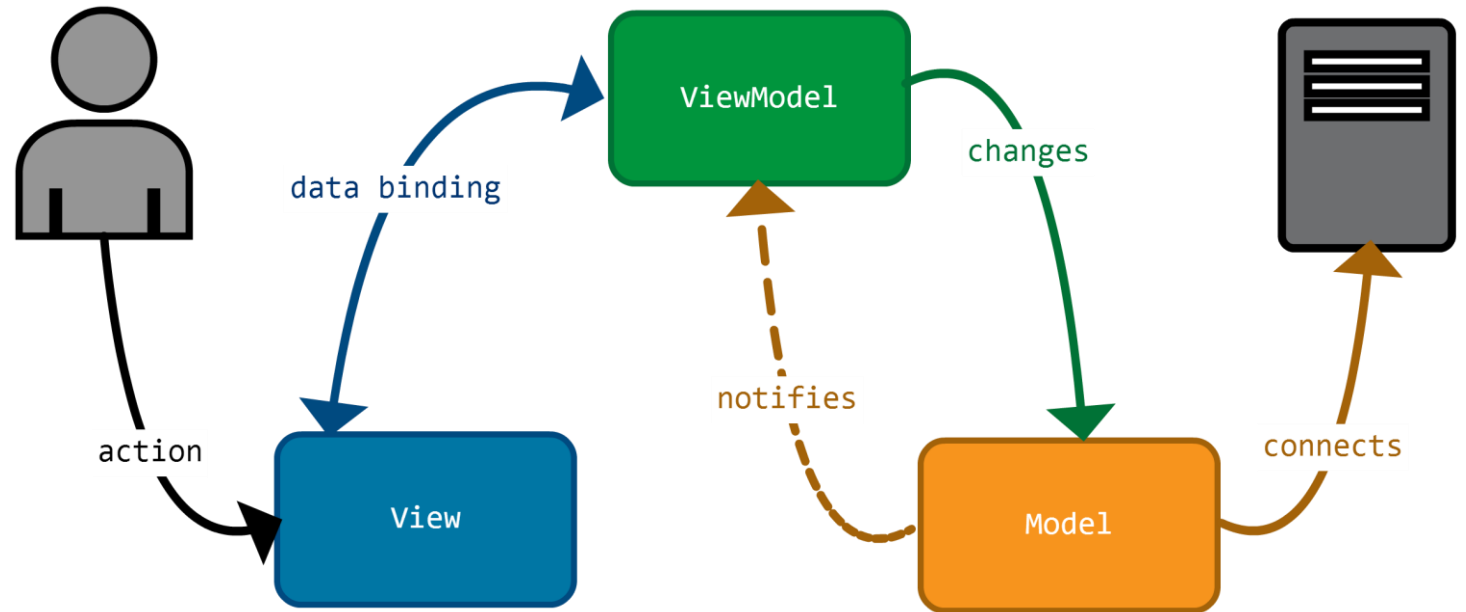 ViewModel
changes
data binding
notifies
action
connects
View
Model